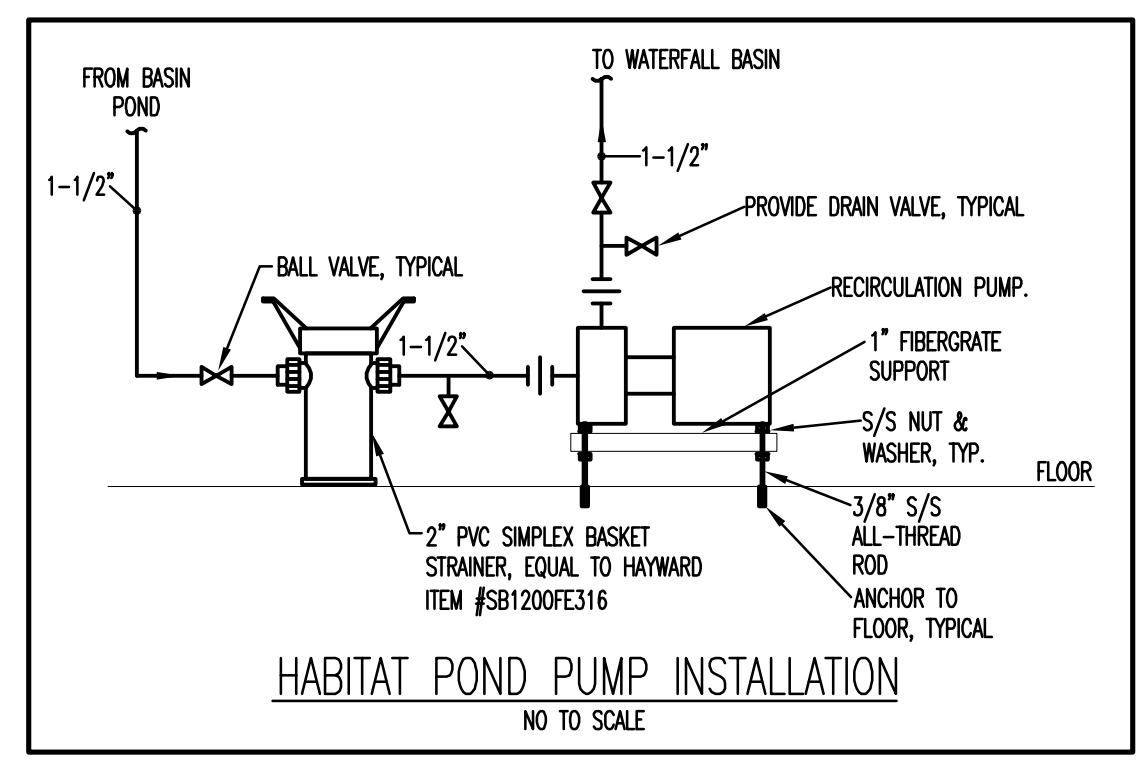 FROM BASIN
POND
TO WATERFALL BASIN
1-1/2"
1-1/2"
PROVIDE DRAIN VALVE, TYPICAL
BALL VALVE, TYPICAL
RECIRCULATION PUMP.
1-1/2"
1" FIBERGRATE
SUPPORT
S/S NUT &
WASHER, TYP.
FLOOR
2" PVC SIMPLEX BASKET
STRAINER, EQUAL TO HAYWARD
ITEM #SB1200FE316
3/8" S/S
ALL-THREAD
ROD
ANCHOR TO
FLOOR, TYPICAL
HABITAT POND PUMP INSTALLATION
NO TO SCALE